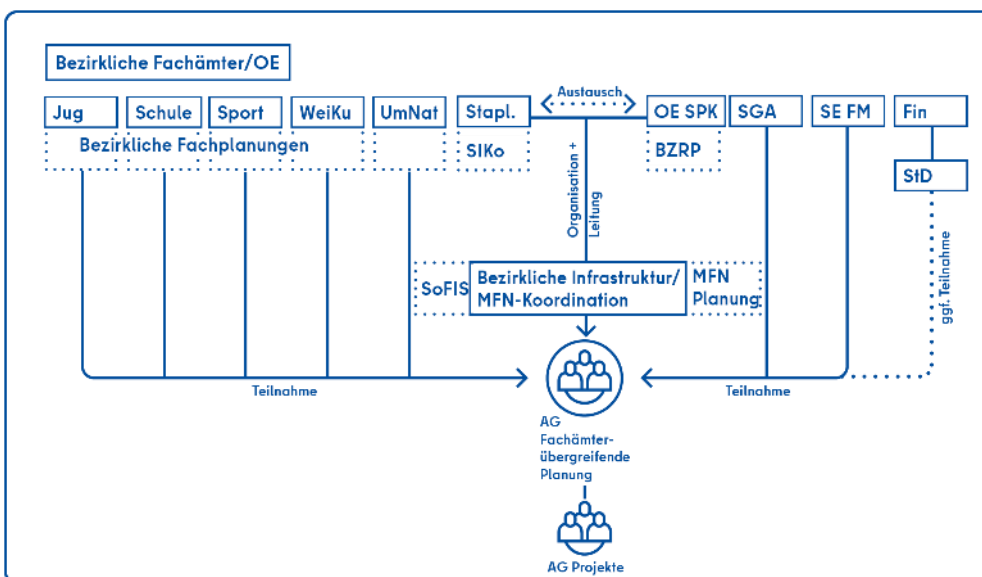 Bezirkliche Fachämter/OE
Austausch
Jug Schule Sport WeiKu UmNat Stapl. OE SPK SGA SE FM Fin
Bezirkliche Fachplanungen SIKo BZRP
StD
Organisation +
Leitung
ggf. Teilnahme
SoFIS
Bezirkliche Infrastruktur/
MFN-Koordination
MFN
Planung
Teilnahme
Teilnahme
AG
Fachämter-
übergreifende
Planung
AG Projekte